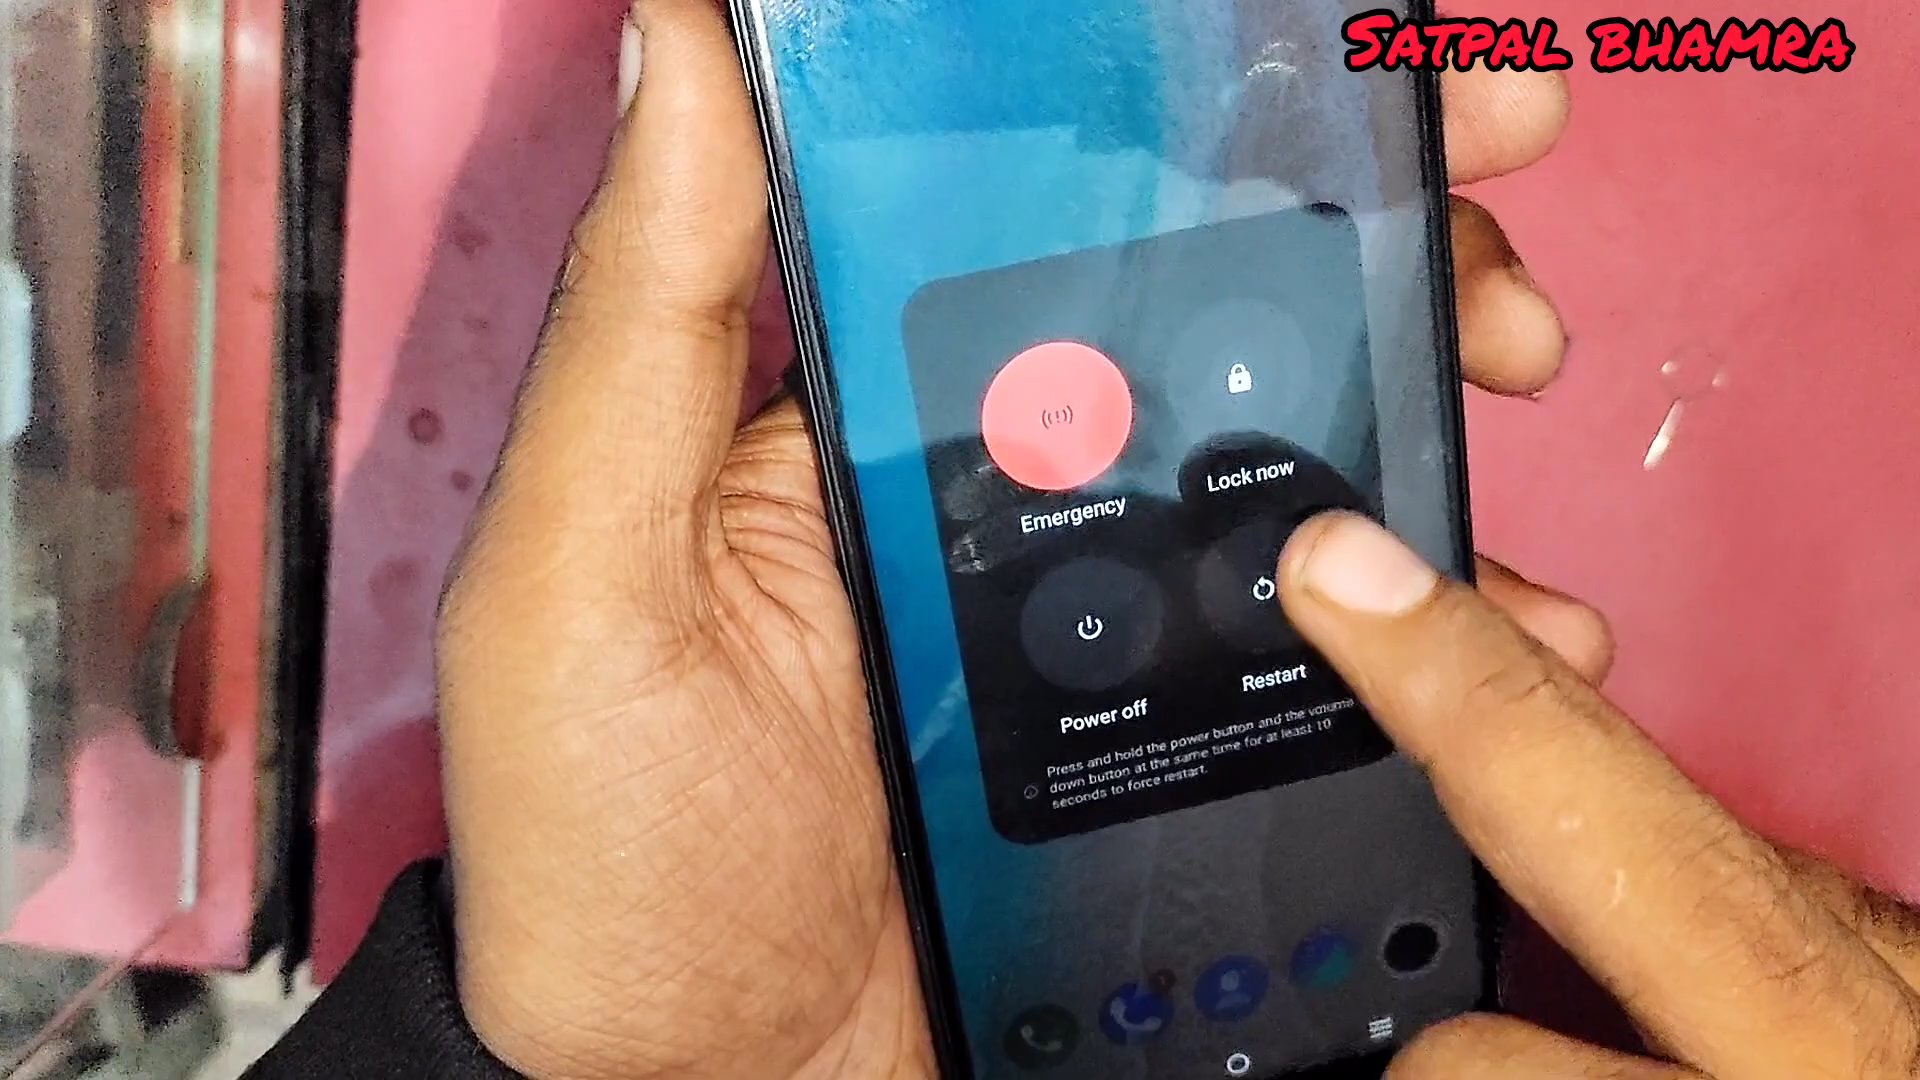 Satpal bhamra
Lock now
Emergency
Restart
Power off
Press and hold the power button and the volume
down button at the same time for at least 10
seconds to force restart.